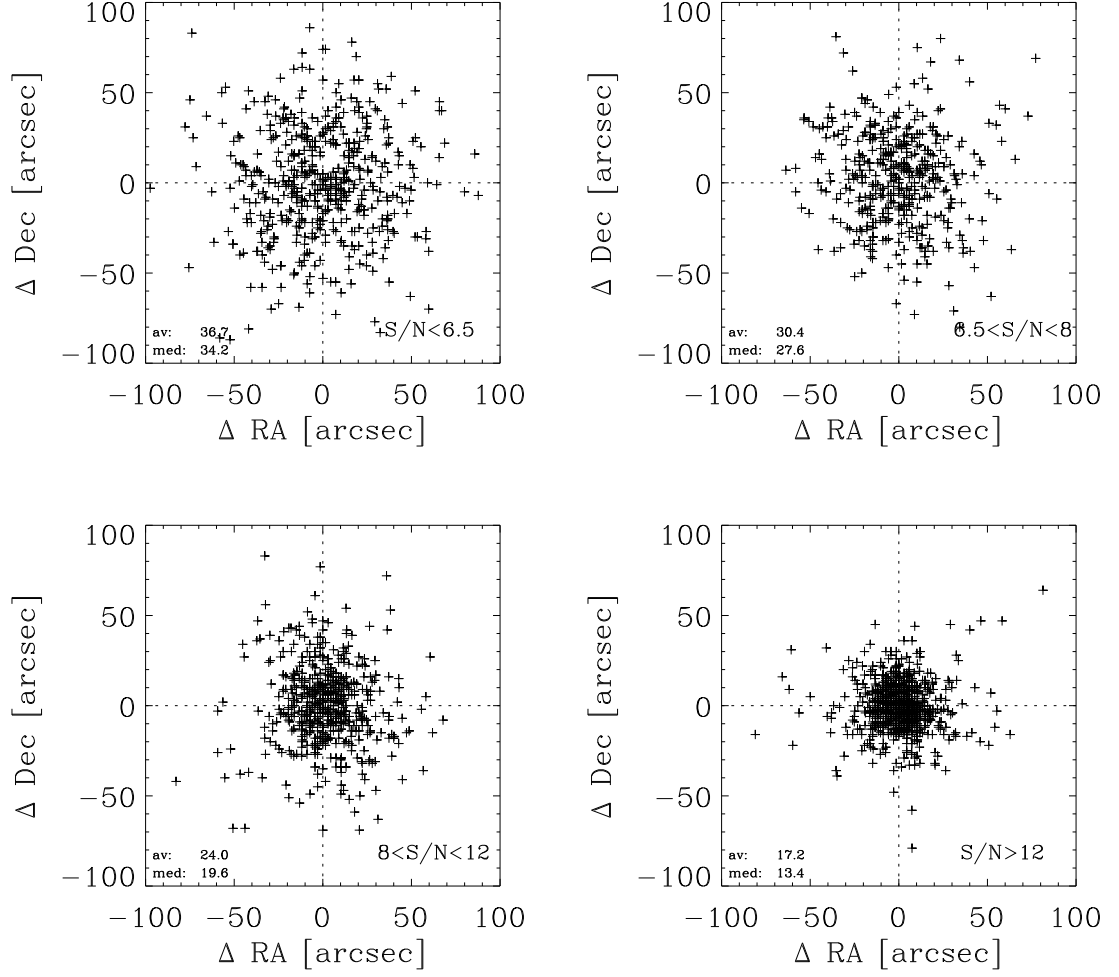 100
50
0
−50
−100
Δ Dec [arcsec]
av: 36.7
med: 34.2
S/N<6.5
−100 −50 0 50 100
Δ RA [arcsec]
100
50
0
−50
−100
Δ Dec [arcsec]
av: 30.4
med: 27.6
6.5<S/N<8
−100 −50 0 50 100
Δ RA [arcsec]
100
50
0
−50
−100
Δ Dec [arcsec]
av: 24.0
med: 19.6
8<S/N<12
−100 −50 0 50 100
Δ RA [arcsec]
100
50
0
−50
−100
Δ Dec [arcsec]
av: 17.2
med: 13.4
S/N>12
−100 −50 0 50 100
Δ RA [arcsec]